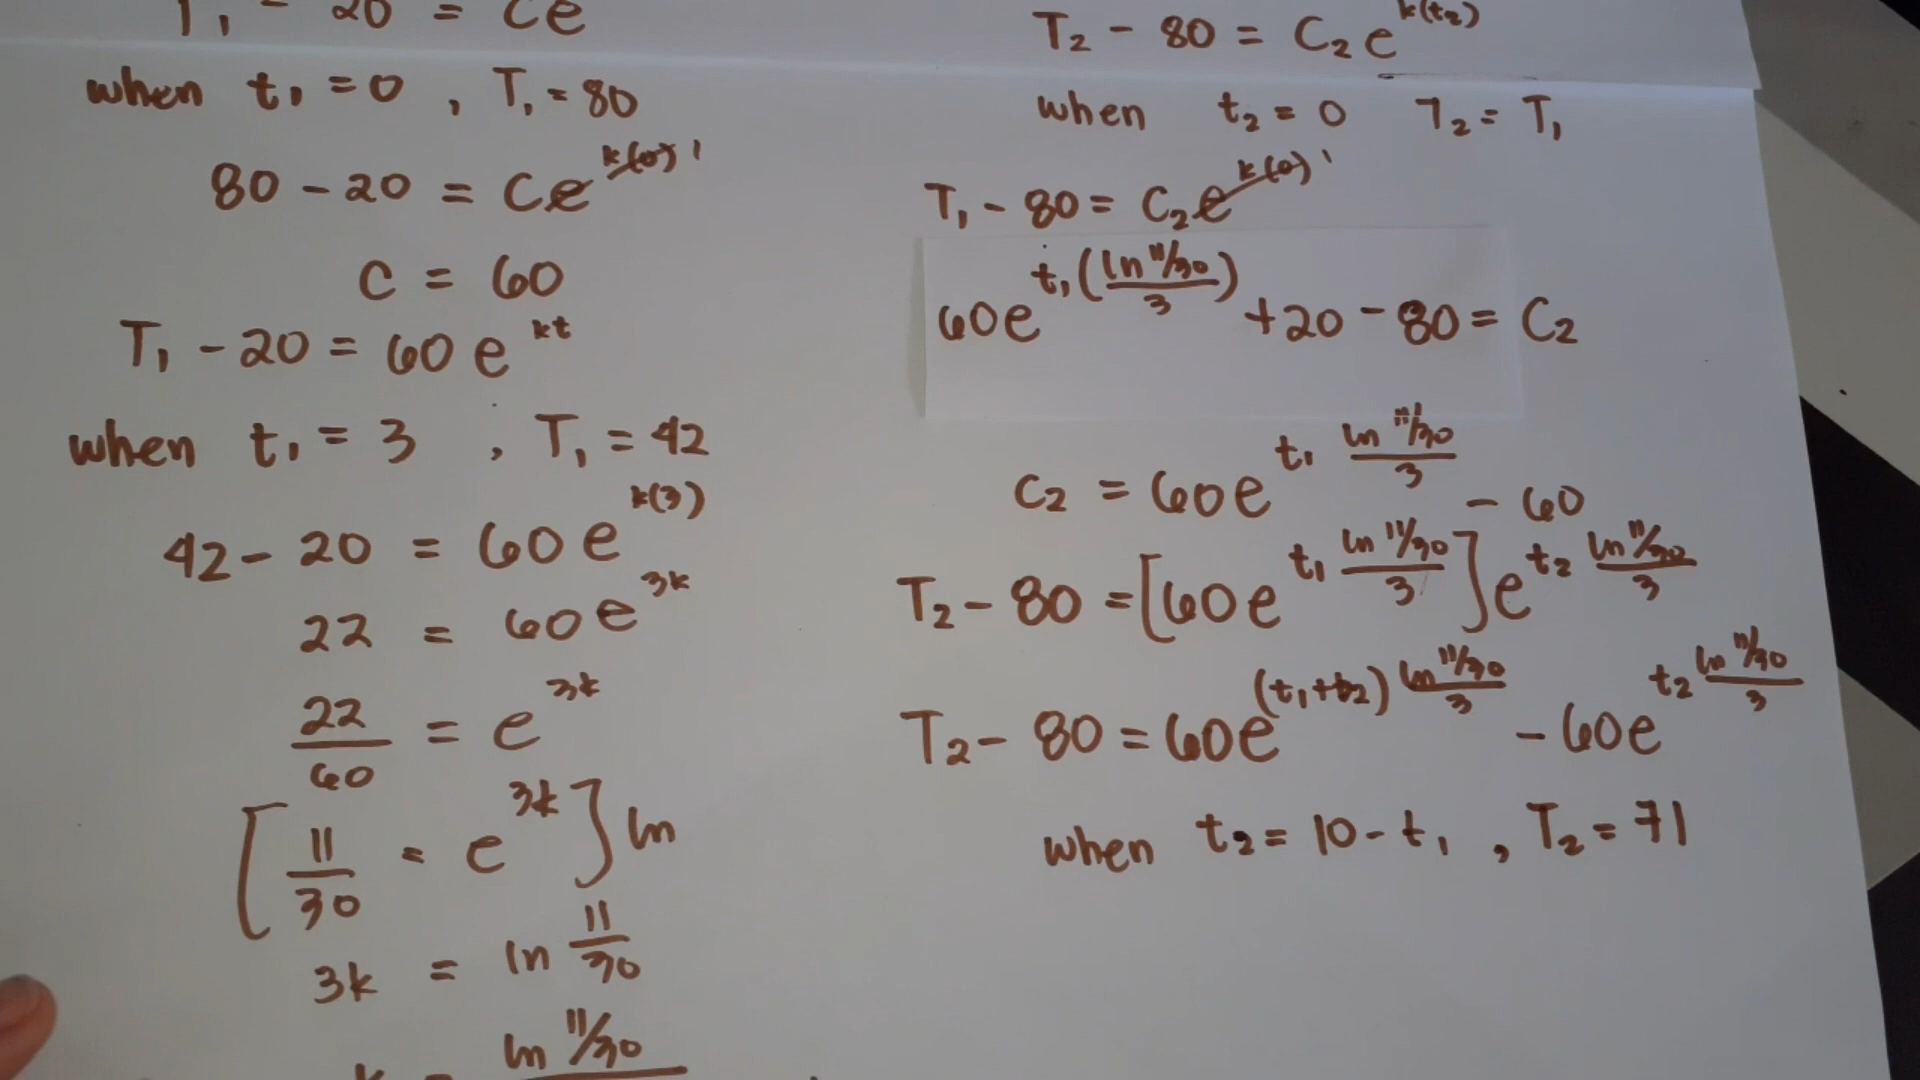 T₁ - 20 = Ce
when t₁ = 0 , T₁ = 80
80 - 20 = Ce^k(0) 1
C = 60
T₁ - 20 = 60 e^kt
when t₁ = 3 , T₁ = 42
42 - 20 = 60 e^k(3)
22 = 60 e^3k
22/60 = e^3k
[11/30 = e^3k] ln
3k = ln 11/30
k = ln 11/30
T₂ - 80 = C₂ e^k(t₂)
when t₂ = 0 T₂ = T₁
T₁ - 80 = C₂e^k(0) 1
60e^t₁(ln 11/30 / 3) + 20 - 80 = C₂
C₂ = 60e^t₁ ln 11/30 / 3 - 60
T₂ - 80 = [60e^t₁ ln 11/30 / 3] e^t₂ ln 11/30 / 3
T₂ - 80 = 60e^(t₁+t₂) ln 11/30 / 3 - 60e^t₂ ln 11/30 / 3
when t₂ = 10 - t₁ , T₂ = 71